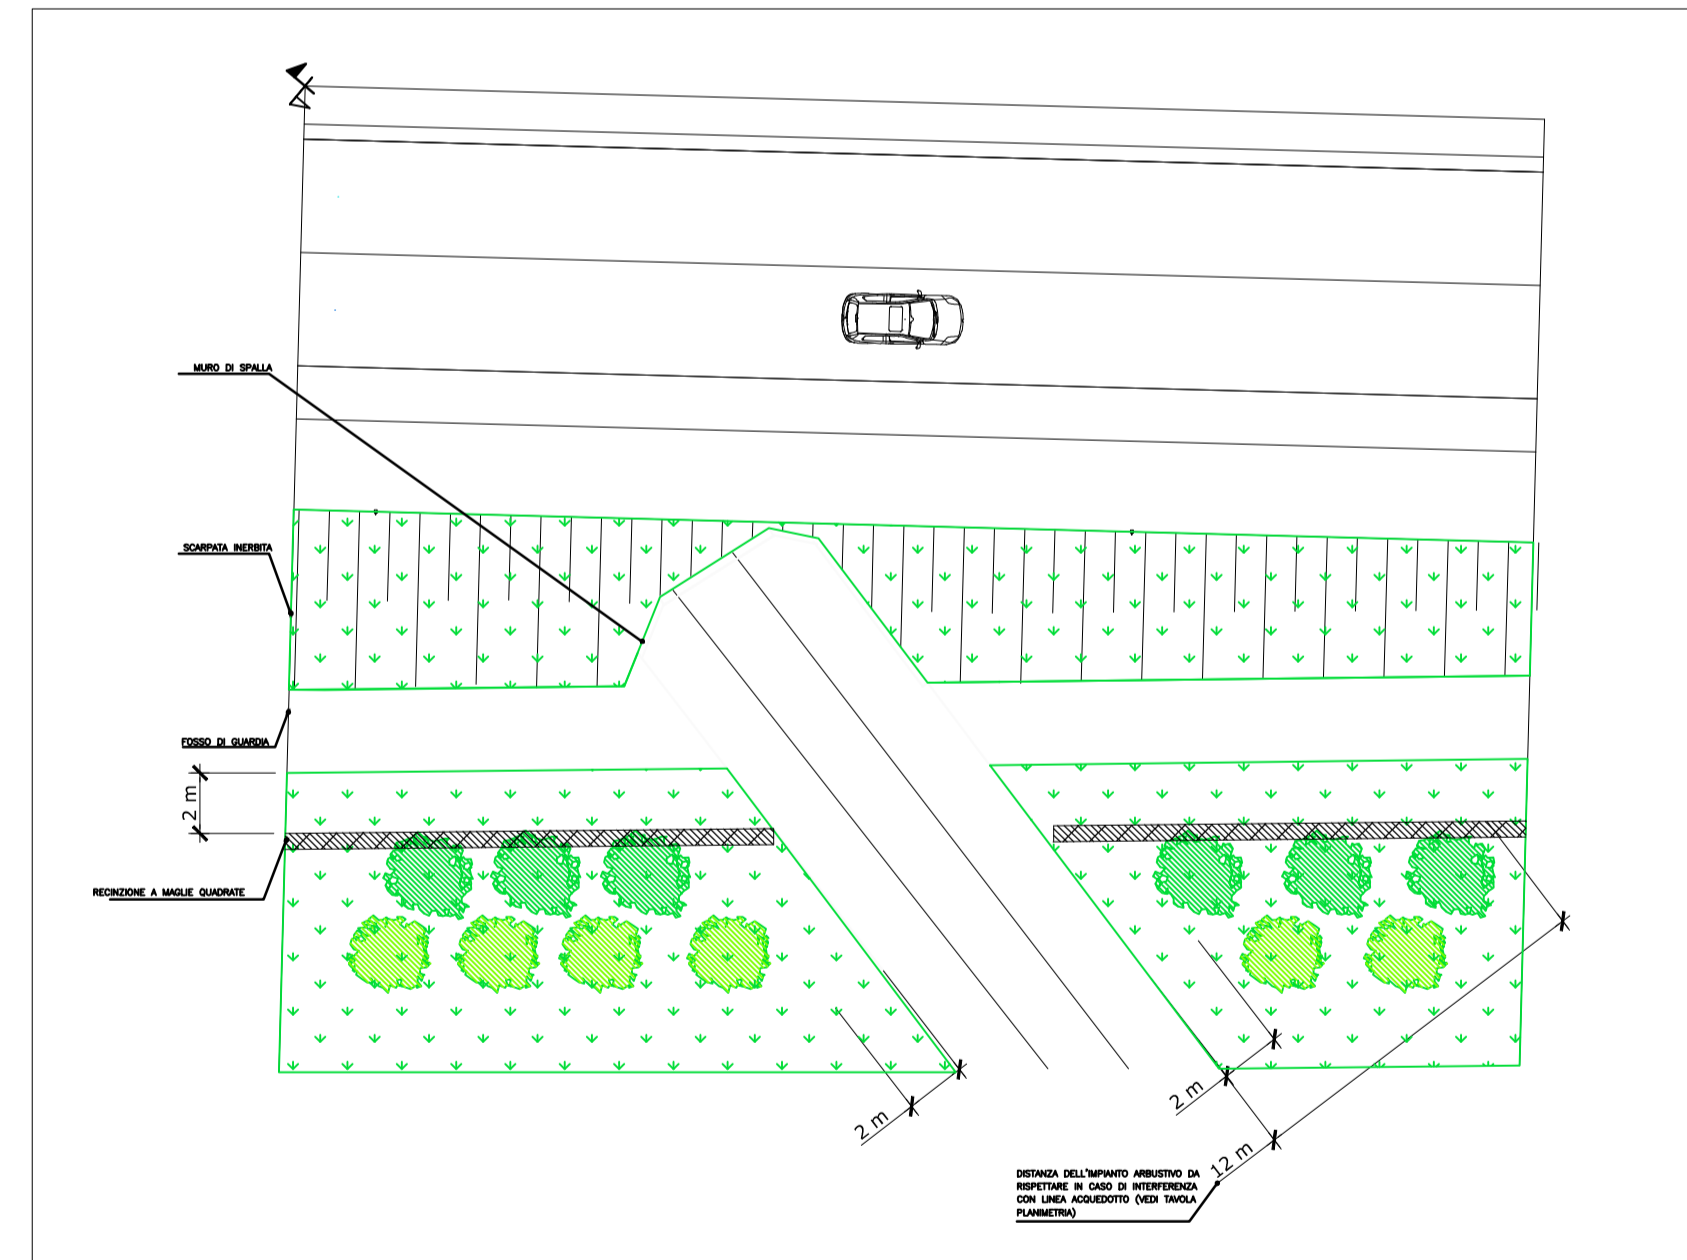 MURO DI SPALLA
SCARPATA INERBITA
FOSSO DI GUARDIA
2 m
RECINZIONE A MAGLIE QUADRATE
2 m
2 m
12 m
DISTANZA DELL'IMPIANTO ARBUSTIVO DA
RISPETTARE IN CASO DI INTERFERENZA
CON LINEA ACQUEDOTTO (VEDI TAVOLA
PLANIMETRIA)